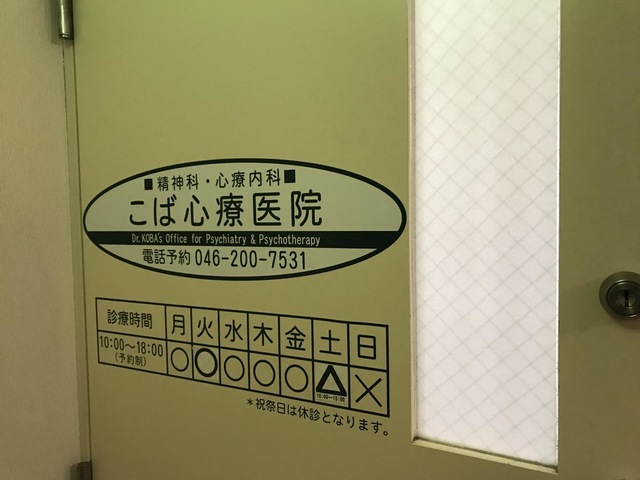 ■精神科・心療内科■
こば心療医院
Dr.KOBA's Office for Psychiatry & Psychotherapy
電話予約 046-200-7531
診療時間 月 火 水 木 金 土 日
10:00～18:00 ○ ○ ○ ○ ○ △ ×
(予約制)
＊祝祭日は休診となります。